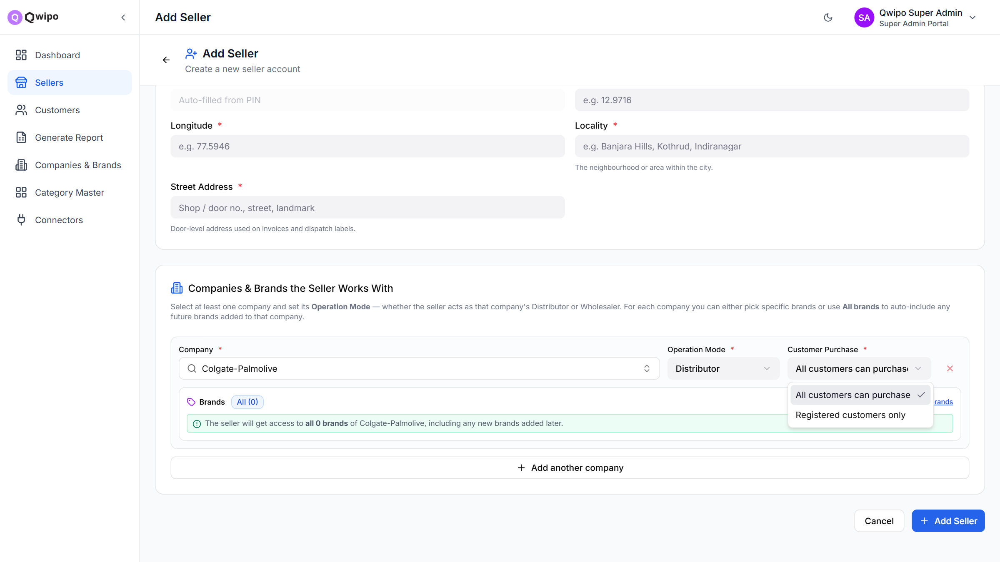 Qwipo
Add Seller
SA
Qwipo Super Admin
Super Admin Portal
Dashboard
Sellers
Customers
Generate Report
Companies & Brands
Category Master
Connectors
Add Seller
Create a new seller account
Auto-filled from PIN
e.g. 12.9716
Longitude *
Locality *
e.g. 77.5946
e.g. Banjara Hills, Kothrud, Indiranagar
The neighbourhood or area within the city.
Street Address *
Shop / door no., street, landmark
Door-level address used on invoices and dispatch labels.
Companies & Brands the Seller Works With
Select at least one company and set its Operation Mode — whether the seller acts as that company's Distributor or Wholesaler. For each company you can either pick specific brands or use All brands to auto-include any
future brands added to that company.
Company *
Operation Mode *
Customer Purchase *
Colgate-Palmolive
Distributor
All customers can purchase
All customers can purchase
Registered customers only
Brands
All (0)
brands
The seller will get access to all 0 brands of Colgate-Palmolive, including any new brands added later.
Add another company
Cancel
Add Seller